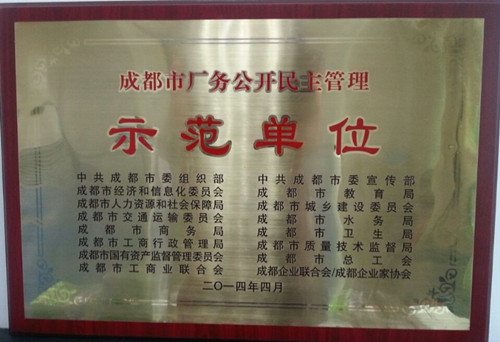 成都市厂务公开民主管理
示范单位
中共成都市委组织部 中共成都市委宣传部
成都市经济和信息化委员会 成都市教育局
成都市人力资源和社会保障局 成都市城乡建设委员会
成都市交通运输委员会 成都市水务局
成都市商务局 成都市卫生局
成都市工商行政管理局 成都市质量技术监督局
成都市国有资产监督管理委员会 成都市总工会
成都市工商业联合会 成都企业联合会/成都企业家协会
二〇一四年四月